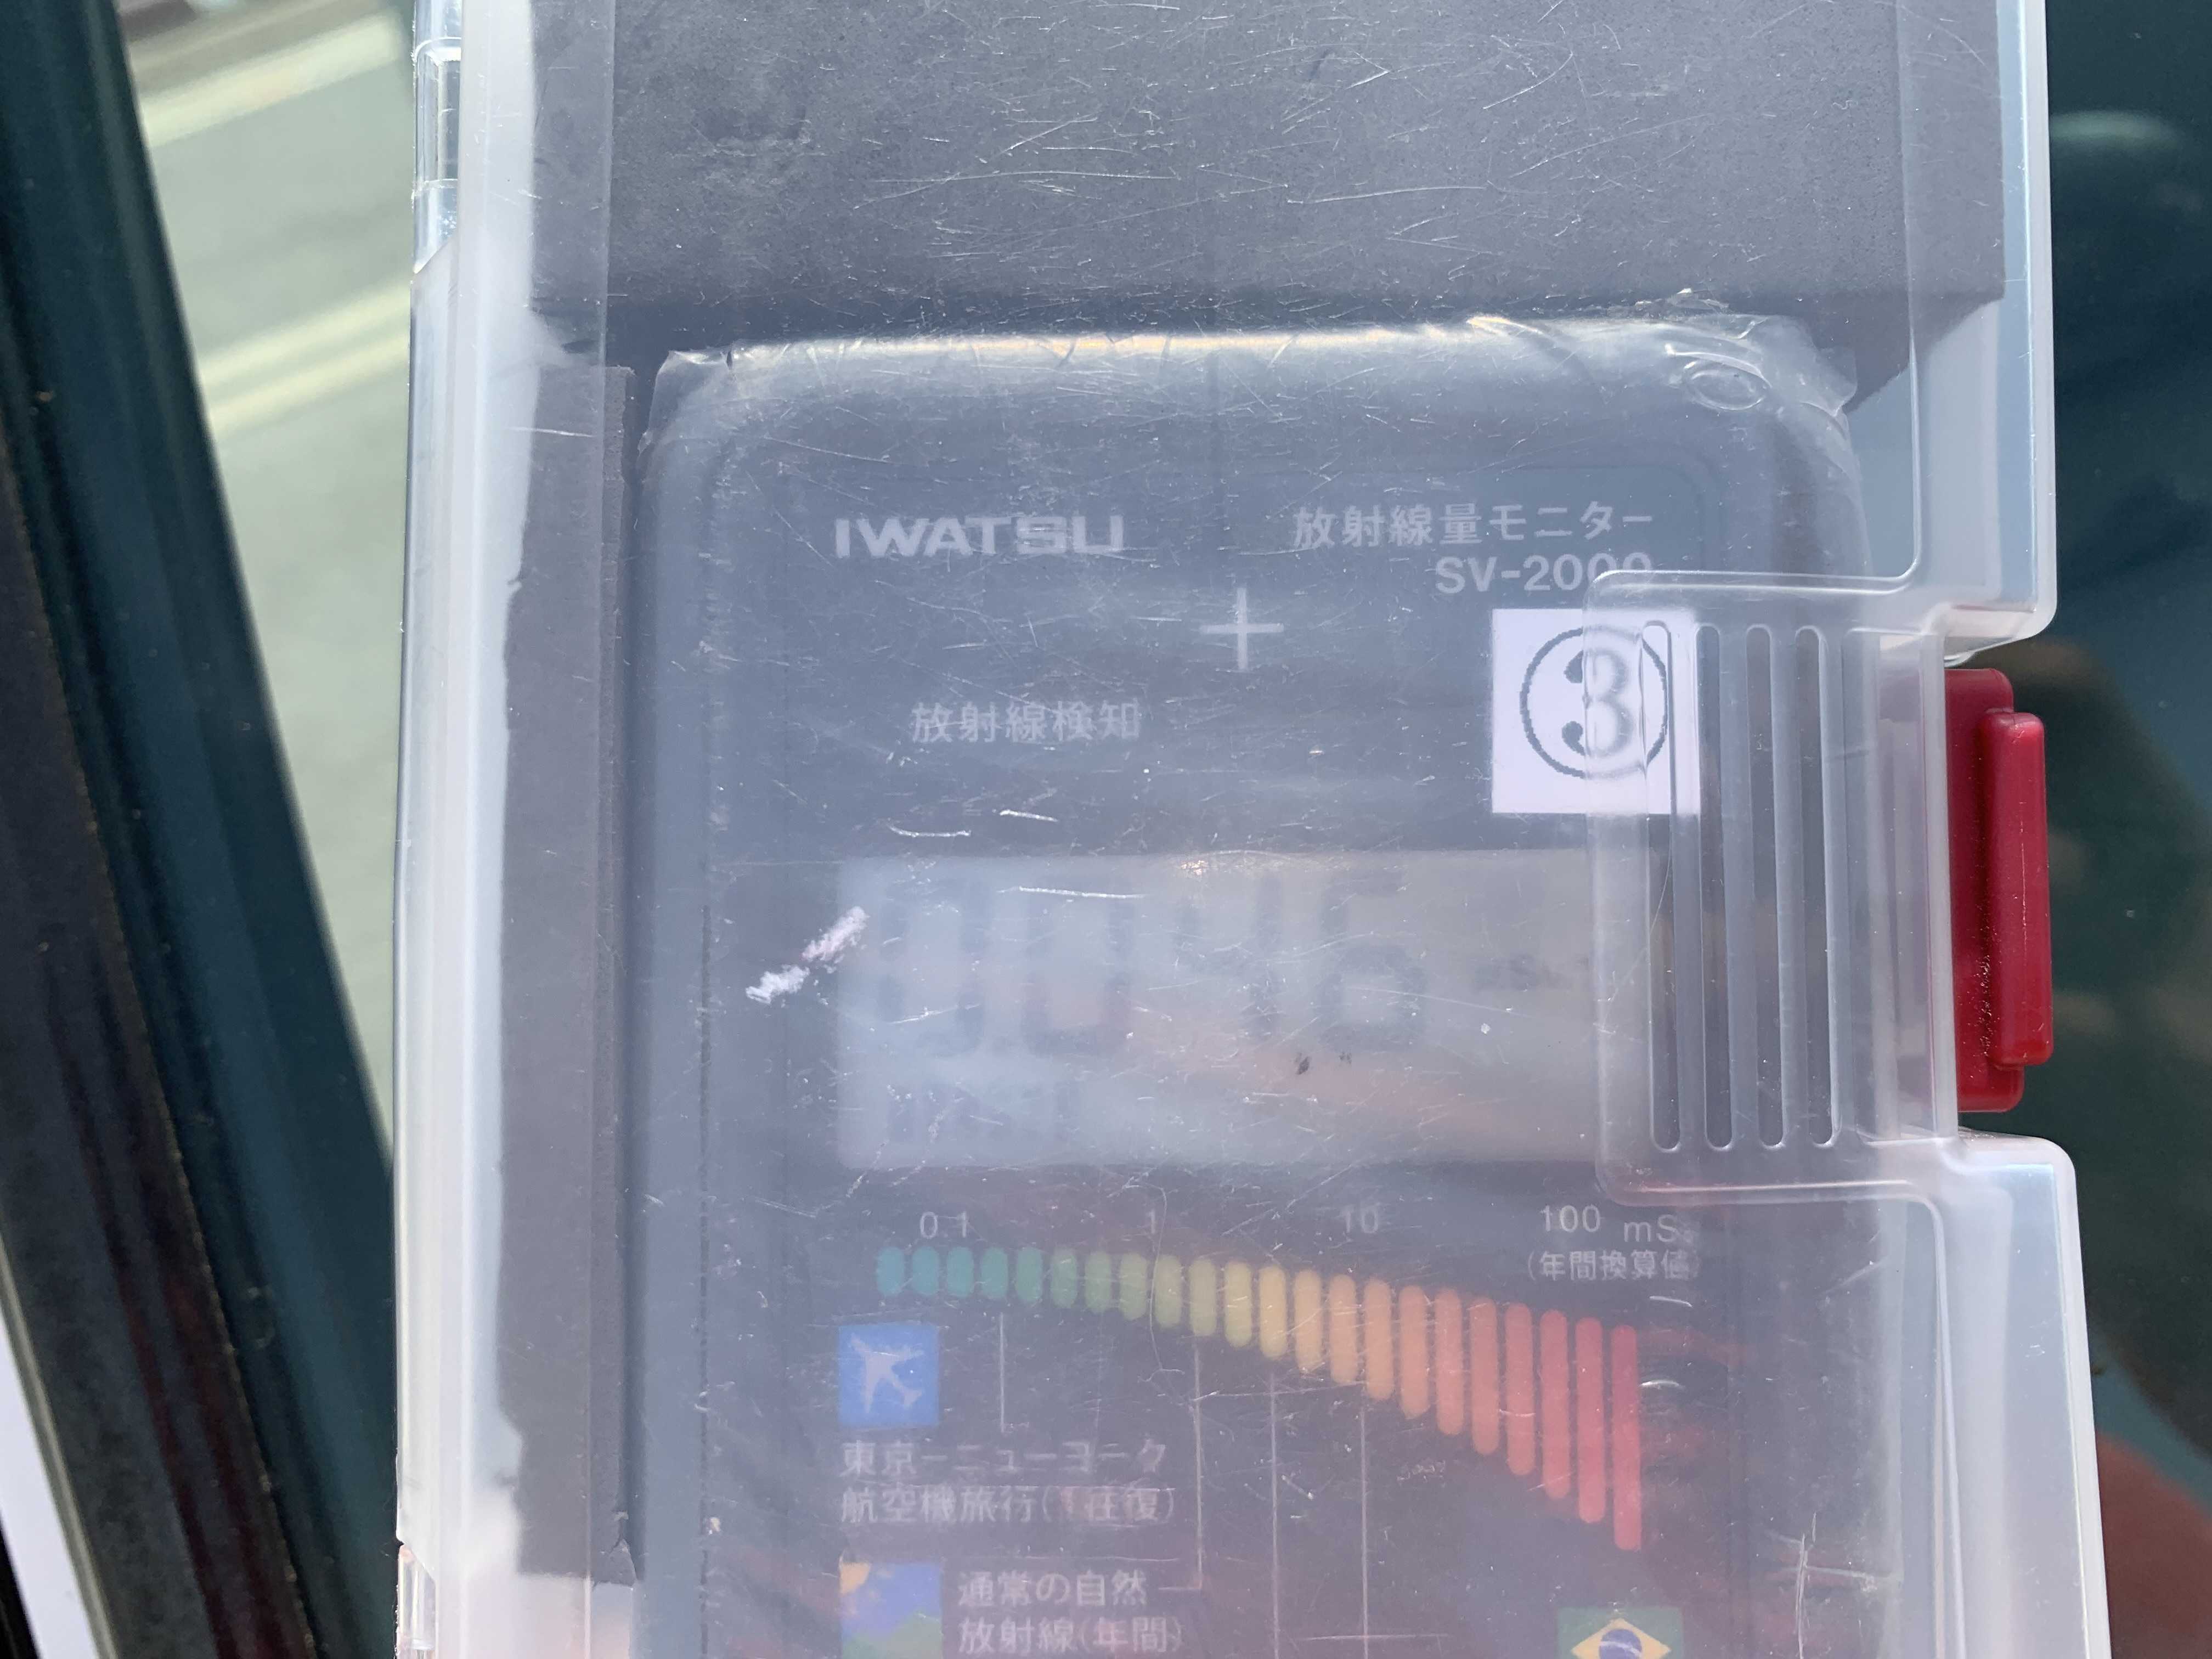 IWATSU
放射線量モニター
SV-2000
③
放射線検知
0.1 1 10 100 mSv
(年間換算値)
東京ーニューヨーク
航空機旅行(1往復)
通常の自然
放射線(年間)